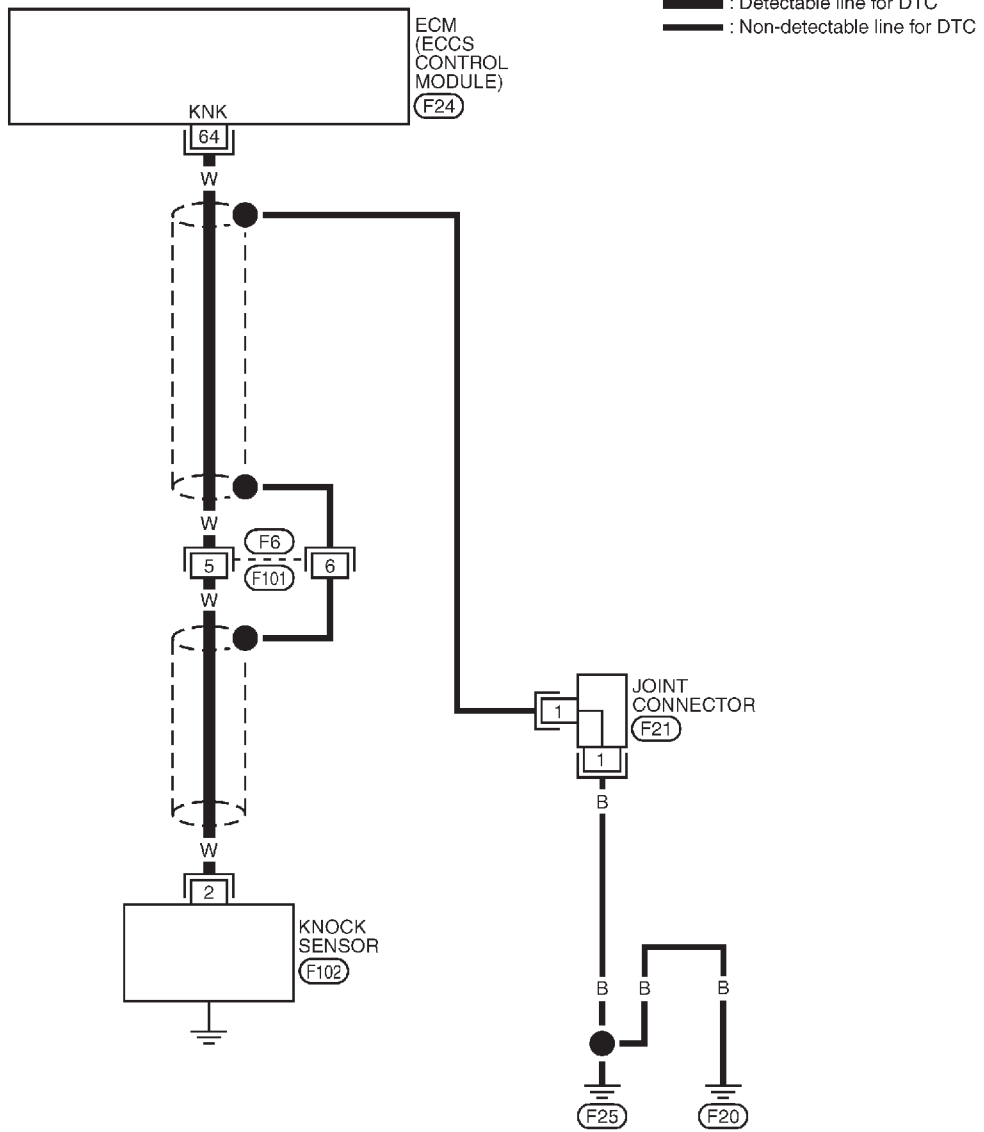 : Detectable line for DTC
: Non-detectable line for DTC
ECM
(ECCS
CONTROL
MODULE)
F24
KNK
64
W
W
F6
5
6
F101
W
JOINT
CONNECTOR
F21
1
1
B
W
2
KNOCK
SENSOR
F102
B
B
B
F25
F20